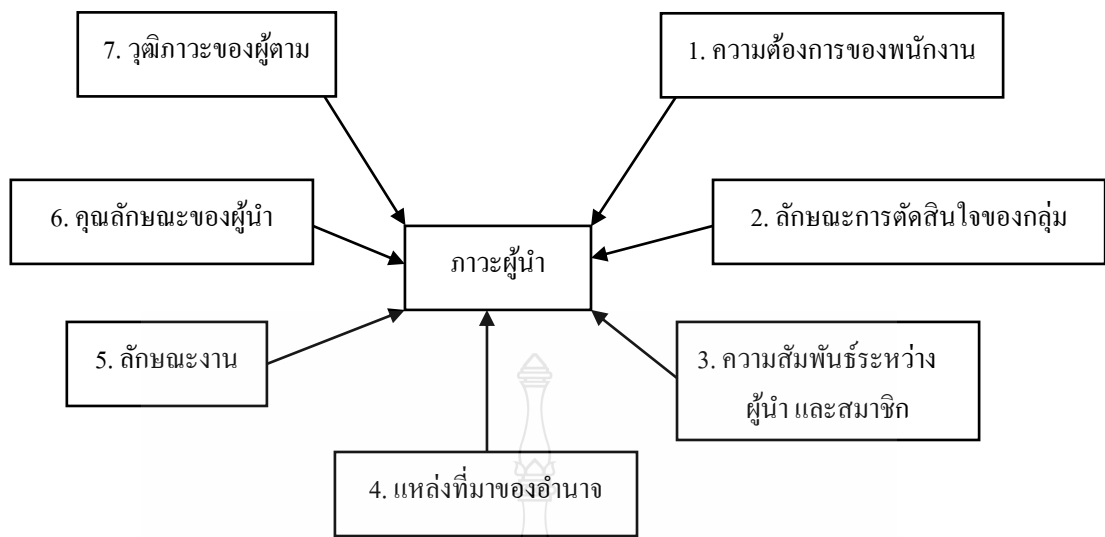 7. วุฒิภาวะของผู้ตาม
1. ความต้องการของพนักงาน
6. คุณลักษณะของผู้นำ
2. ลักษณะการตัดสินใจของกลุ่ม
ภาวะผู้นำ
5. ลักษณะงาน
3. ความสัมพันธ์ระหว่าง
ผู้นำ และสมาชิก
4. แหล่งที่มาของอำนาจ